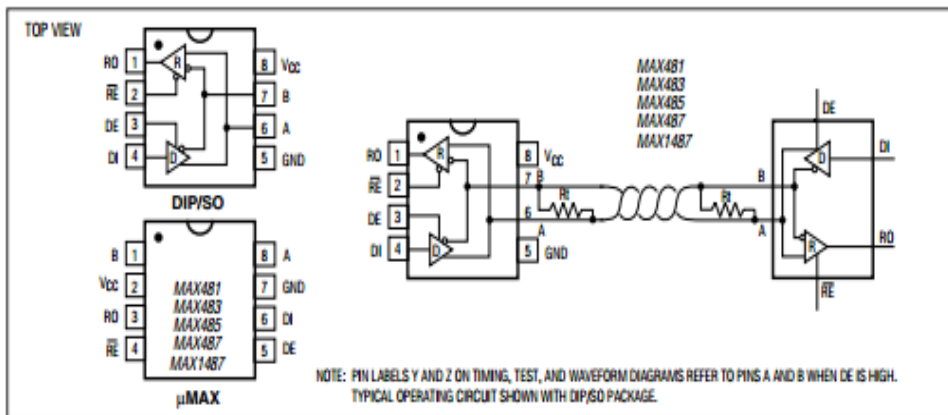 TOP VIEW
RO 1
RE 2
DE 3
DI 4
8 VCC
7 B
6 A
5 GND
R
D
DIP/SO
B 1
VCC 2
RO 3
RE 4
8 A
7 GND
6 DI
5 DE
MAX481
MAX483
MAX485
MAX487
MAX1487
µMAX
MAX481
MAX483
MAX485
MAX487
MAX1487
RO 1
RE 2
DE 3
DI 4
R
D
8 VCC
7 B
6
A
5 GND
Rt
Rt
B
A
DE
D
DI
R
RO
RE
NOTE: PIN LABELS Y AND Z ON TIMING, TEST, AND WAVEFORM DIAGRAMS REFER TO PINS A AND B WHEN DE IS HIGH.
TYPICAL OPERATING CIRCUIT SHOWN WITH DIP/SO PACKAGE.